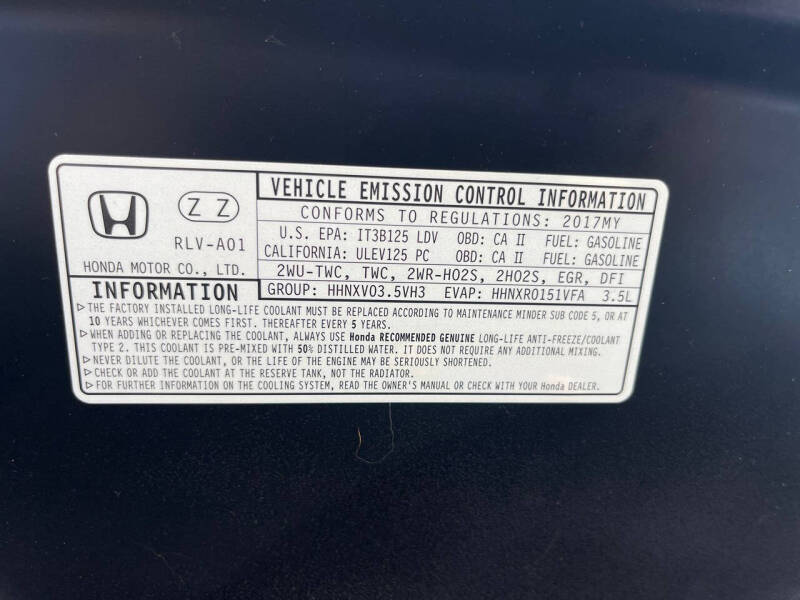 VEHICLE EMISSION CONTROL INFORMATION
Z Z
CONFORMS TO REGULATIONS: 2017MY
U.S. EPA: IT3B125 LDV OBD: CA II FUEL: GASOLINE
RLV-A01
CALIFORNIA: ULEV125 PC OBD: CA II FUEL: GASOLINE
HONDA MOTOR CO., LTD.
2WU-TWC, TWC, 2WR-HO2S, 2HO2S, EGR, DFI
INFORMATION
GROUP: HHNXV03.5VH3 EVAP: HHNXR0151VFA 3.5L
▷THE FACTORY INSTALLED LONG-LIFE COOLANT MUST BE REPLACED ACCORDING TO MAINTENANCE MINDER SUB CODE 5, OR AT
10 YEARS WHICHEVER COMES FIRST. THEREAFTER EVERY 5 YEARS.
▷WHEN ADDING OR REPLACING THE COOLANT, ALWAYS USE Honda RECOMMENDED GENUINE LONG-LIFE ANTI-FREEZE/COOLANT
TYPE 2. THIS COOLANT IS PRE-MIXED WITH 50% DISTILLED WATER. IT DOES NOT REQUIRE ANY ADDITIONAL MIXING.
▷NEVER DILUTE THE COOLANT, OR THE LIFE OF THE ENGINE MAY BE SERIOUSLY SHORTENED.
▷CHECK OR ADD THE COOLANT AT THE RESERVE TANK, NOT THE RADIATOR.
▷FOR FURTHER INFORMATION ON THE COOLING SYSTEM, READ THE OWNER'S MANUAL OR CHECK WITH YOUR Honda DEALER.